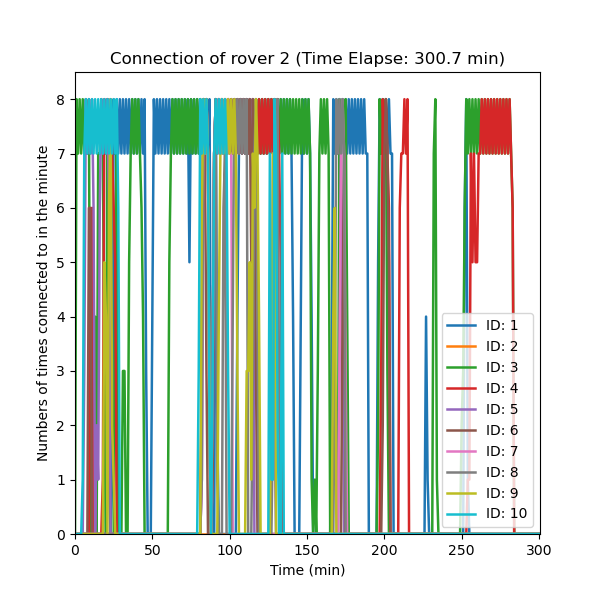 Connection of rover 2 (Time Elapse: 300.7 min)
Numbers of times connected to in the minute
8
7
6
5
4
3
2
1
0
0 50 100 150 200 250 300
Time (min)
ID: 1
ID: 2
ID: 3
ID: 4
ID: 5
ID: 6
ID: 7
ID: 8
ID: 9
ID: 10